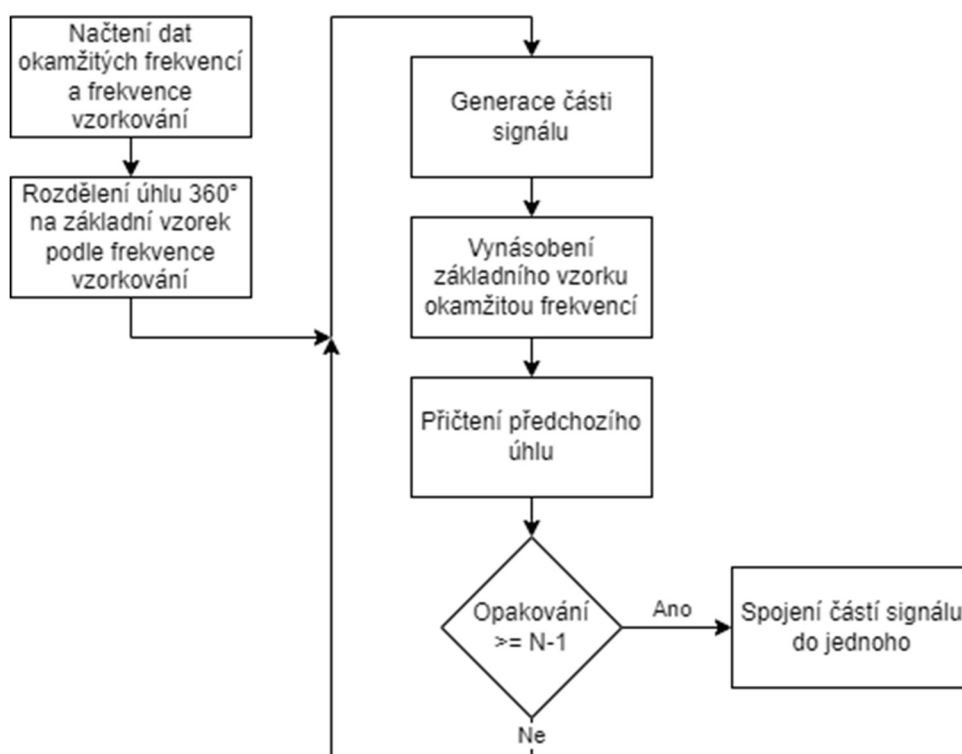 Načtení dat
okamžitých frekvencí
a frekvence
vzorkování
Rozdělení úhlu 360°
na základní vzorek
podle frekvence
vzorkování
Generace části
signálu
Vynásobení
základního vzorku
okamžitou frekvencí
Přičtení předchozího
úhlu
Opakování
>= N-1
Ano
Spojení částí signálu
do jednoho
Ne